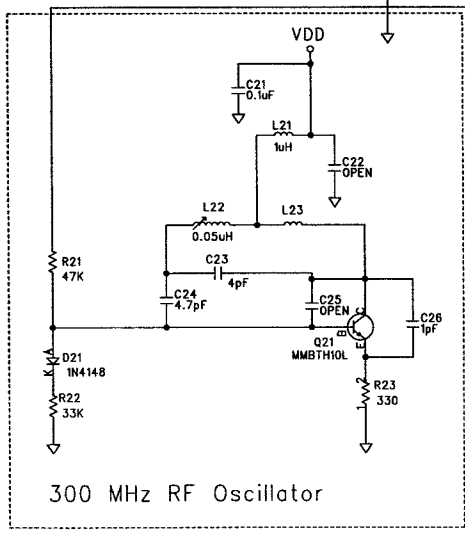 VDD
C21
0.1uF
L21
1uH
C22
OPEN
L22
0.05uH
L23
R21
47K
C23
4pF
C24
4.7pF
C25
OPEN
C
B
E
Q21
MMBTH10L
C26
1pF
A
D21
K
1N4148
R22
33K
2
R23
330
1
300 MHz RF Oscillator